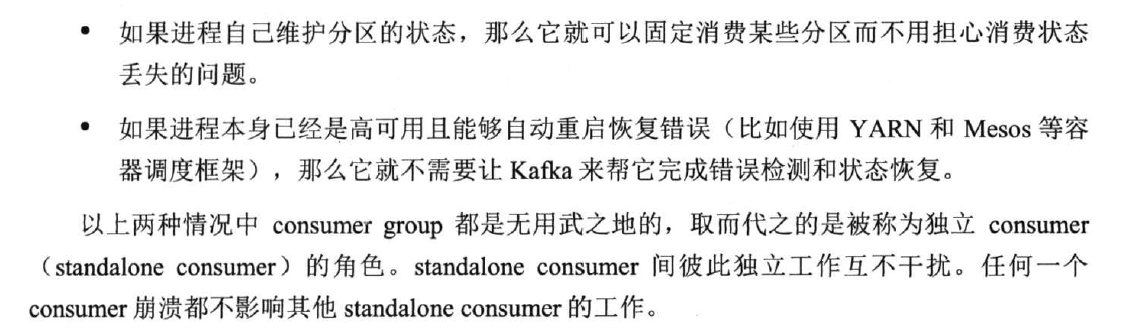 • 如果进程自己维护分区的状态，那么它就可以固定消费某些分区而不用担心消费状态
丢失的问题。
• 如果进程本身已经是高可用且能够自动重启恢复错误（比如使用 YARN 和 Mesos 等容
器调度框架），那么它就不需要让 Kafka 来帮它完成错误检测和状态恢复。
以上两种情况中 consumer group 都是无用武之地的，取而代之的是被称为独立 consumer
（standalone consumer）的角色。standalone consumer 间彼此独立工作互不干扰。任何一个
consumer 崩溃都不影响其他 standalone consumer 的工作。